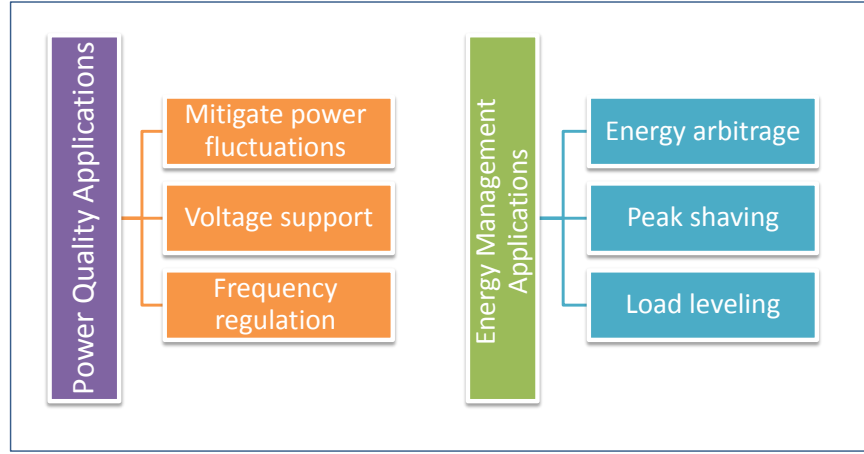 Power Quality Applications
Mitigate power
fluctuations
Voltage support
Frequency
regulation
Energy Management
Applications
Energy arbitrage
Peak shaving
Load leveling